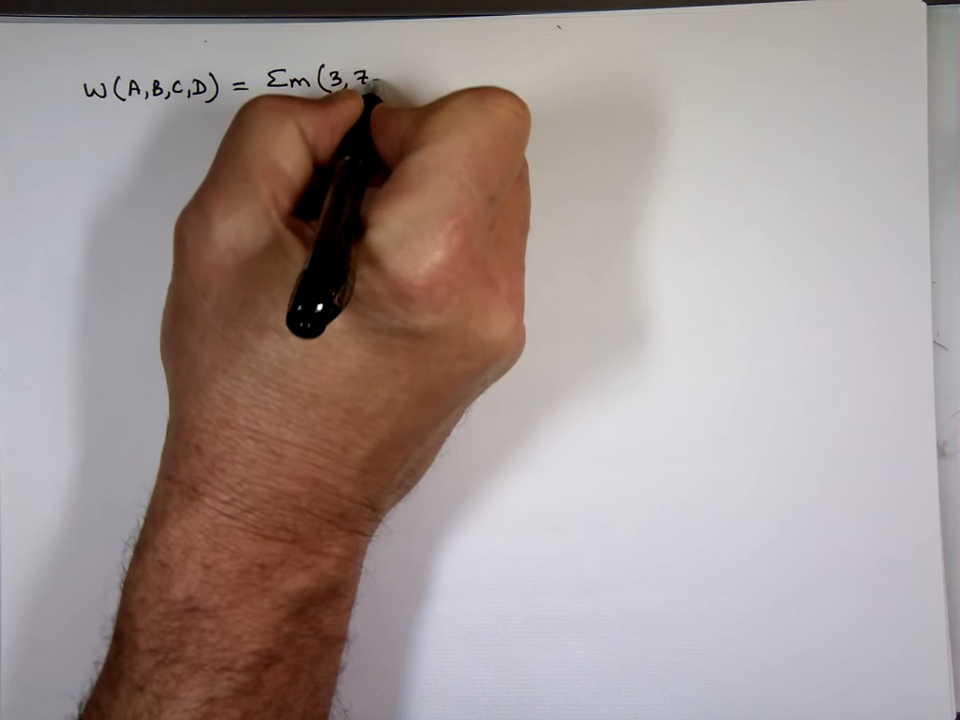 W(A,B,C,D) = Σm(3,7